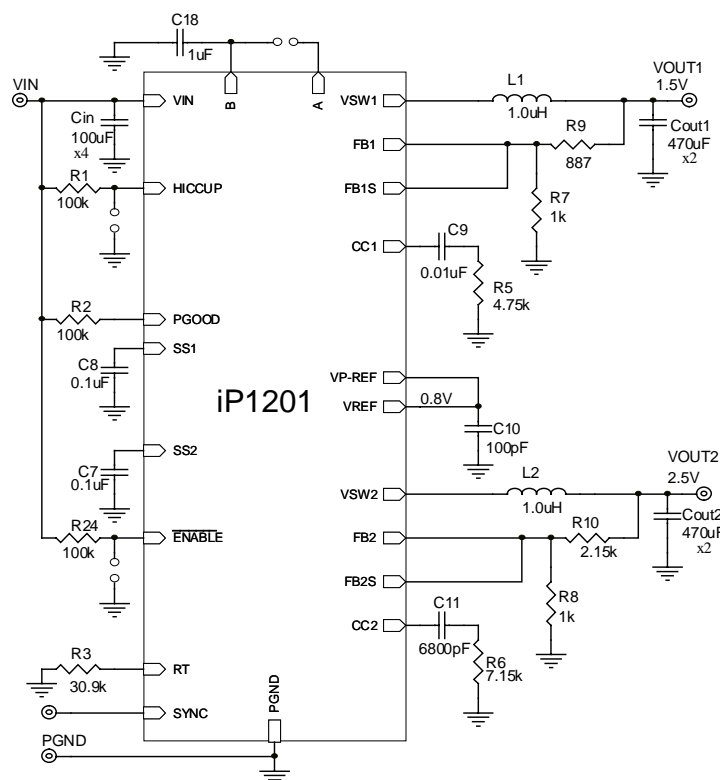 C18
1uF
VIN
VIN
B
A
VSW1
L1
1.0uH
VOUT1
1.5V
Cin
100uF
x4
FB1
R9
887
Cout1
470uF
x2
R1
100k
HICCUP
FB1S
R7
1k
CC1
C9
0.01uF
R5
4.75k
R2
100k
PGOOD
SS1
C8
0.1uF
iP1201
VP-REF
VREF
0.8V
C10
100pF
SS2
C7
0.1uF
VSW2
L2
1.0uH
VOUT2
2.5V
R24
100k
ENABLE
FB2
R10
2.15k
Cout2
470uF
x2
FB2S
R8
1k
CC2
C11
6800pF
R6
7.15k
R3
30.9k
RT
SYNC
PGND
PGND